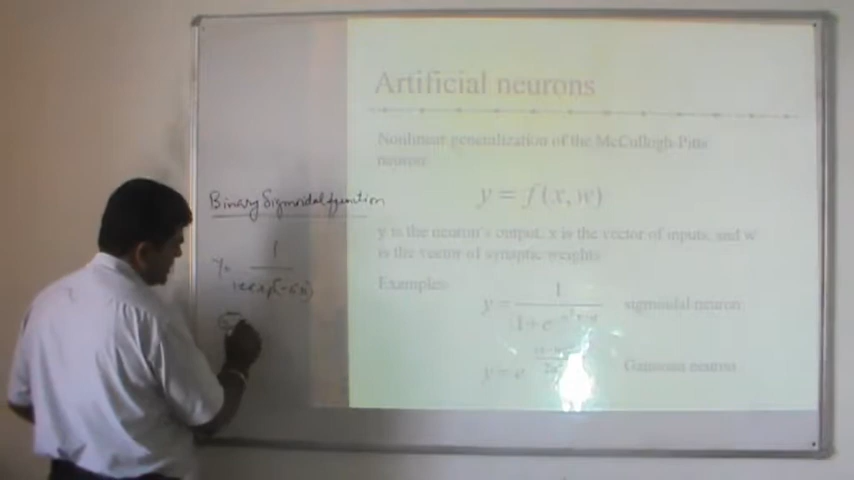 Artificial neurons
Nonlinear generalization of the McCullogh-Pitts
neuron:
y = f(x, w)
y is the neuron's output, x is the vector of inputs, and w
is the vector of synaptic weights.
Examples:
y = 1
1 + e
sigmoidal neuron
y = e
Gaussian neuron
Binary Sigmoidal function
y = 1
1+exp(-σx)